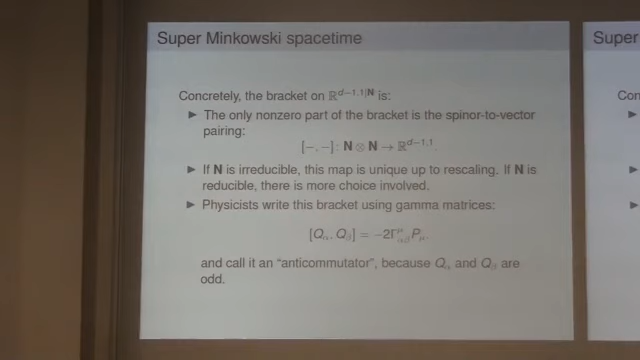 Super Minkowski spacetime
Concretely, the bracket on ℝ^{d−1,1|N} is:
▶ The only nonzero part of the bracket is the spinor-to-vector
pairing:
[−, −]: N ⊗ N → ℝ^{d−1,1}.
▶ If N is irreducible, this map is unique up to rescaling. If N is
reducible, there is more choice involved.
▶ Physicists write this bracket using gamma matrices:
[Q_α, Q_β] = −2Γ^μ_{αβ} P_μ.
and call it an “anticommutator”, because Q_α and Q_β are
odd.
Super
Con